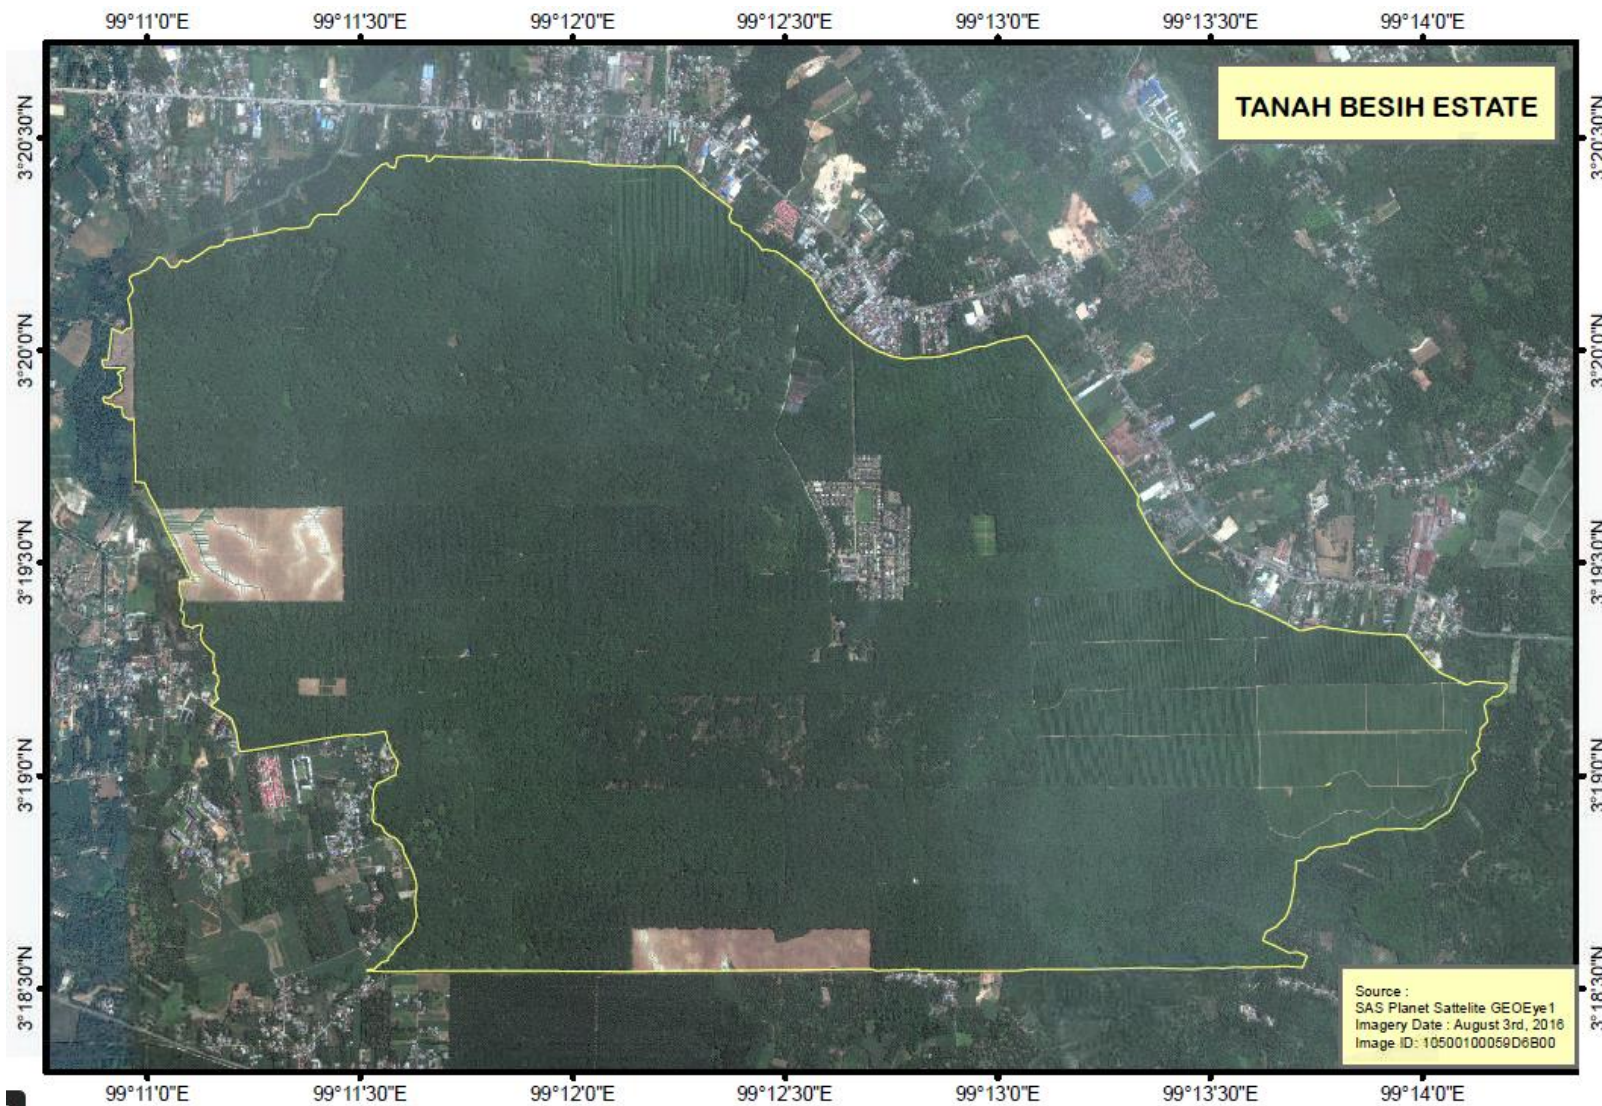 99°11'0"E 99°11'30"E 99°12'0"E 99°12'30"E 99°13'0"E 99°13'30"E 99°14'0"E
TANAH BESIH ESTATE
3°20'30"N 3°20'30"N
3°20'0"N 3°20'0"N
3°19'30"N 3°19'30"N
3°19'0"N 3°19'0"N
3°18'30"N 3°18'30"N
Source :
SAS Planet Sattelite GEOEye1
Imagery Date : August 3rd, 2016
Image ID: 10500100059D6B00
99°11'0"E 99°11'30"E 99°12'0"E 99°12'30"E 99°13'0"E 99°13'30"E 99°14'0"E